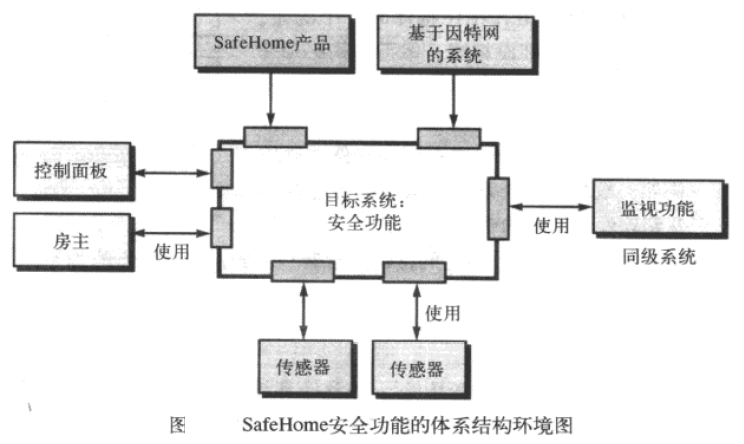 SafeHome产品
基于因特网
的系统
控制面板
目标系统：
安全功能
监视功能
房主
使用
使用
同级系统
使用
传感器
传感器
图 SafeHome安全功能的体系结构环境图